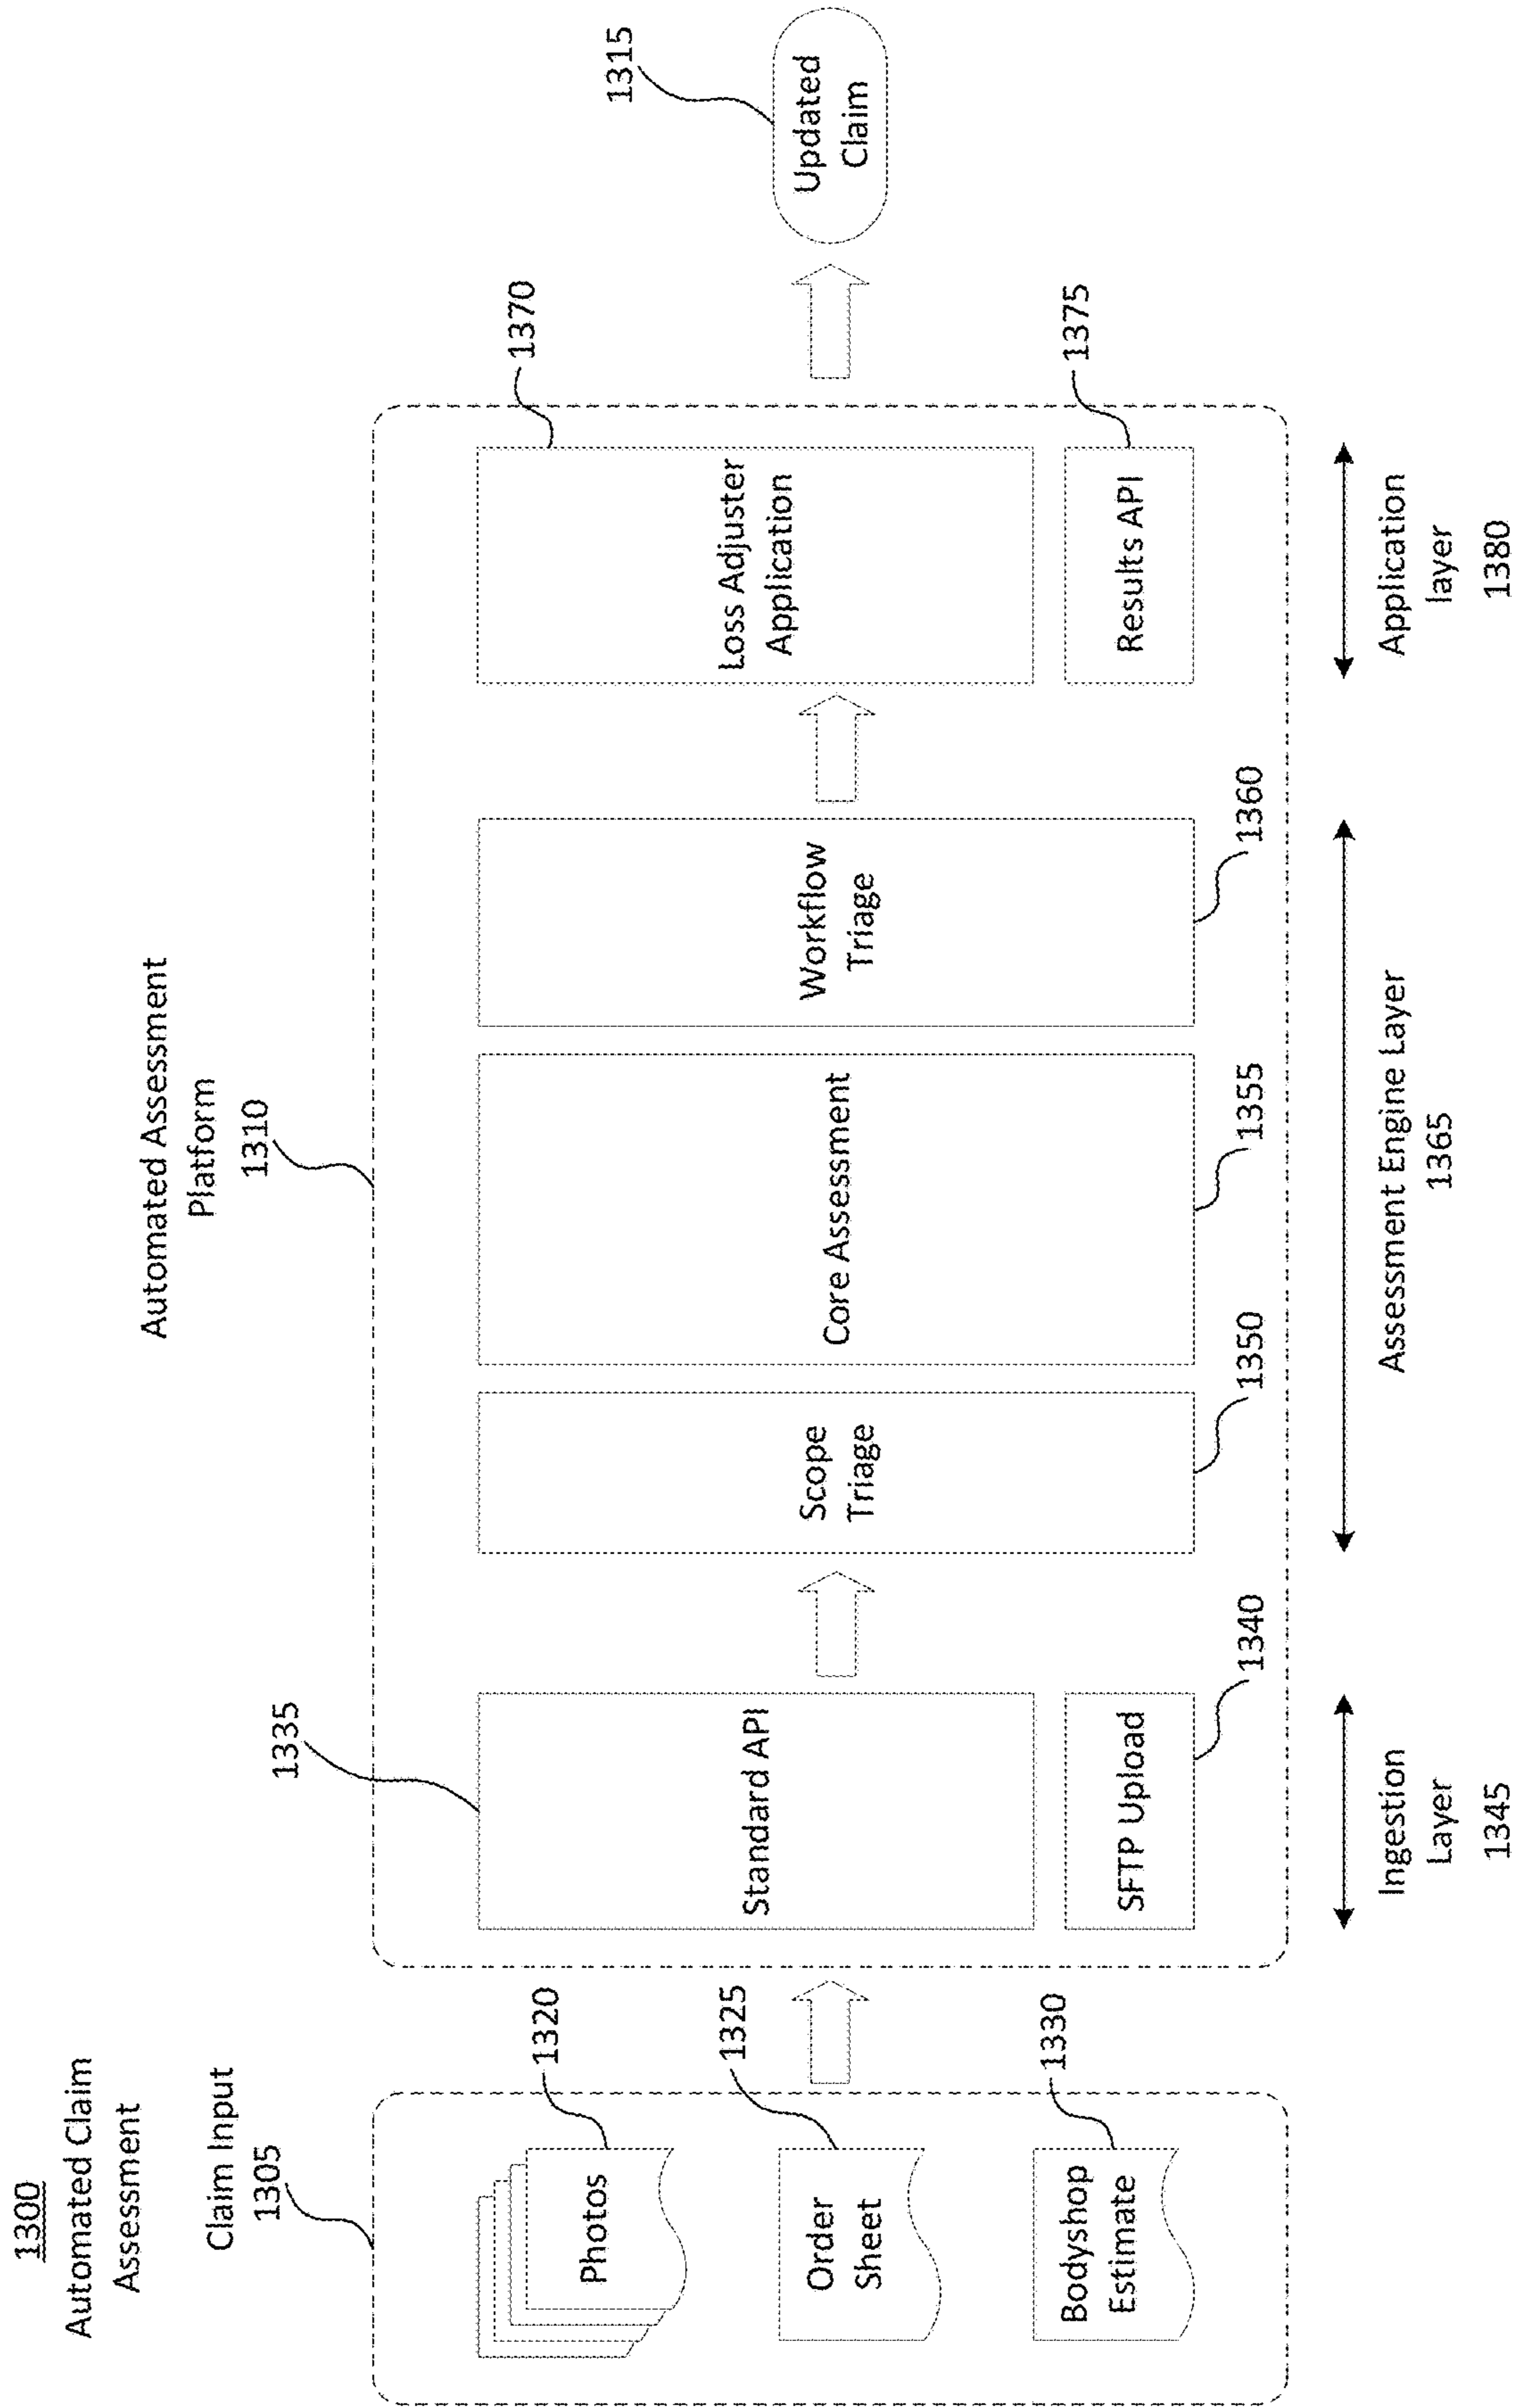 1300
Automated Claim
Assessment
Claim Input
1305
Photos
1320
Order
Sheet
1325
Bodyshop
Estimate
1330
Automated Assessment
Platform
1310
1335
Standard API
SFTP Upload
1340
Scope
Triage
1350
Core Assessment
1355
Workflow
Triage
1360
Loss Adjuster
Application
1370
Results API
1375
Updated
Claim
1315
Ingestion
Layer
1345
Assessment Engine Layer
1365
Application
layer
1380